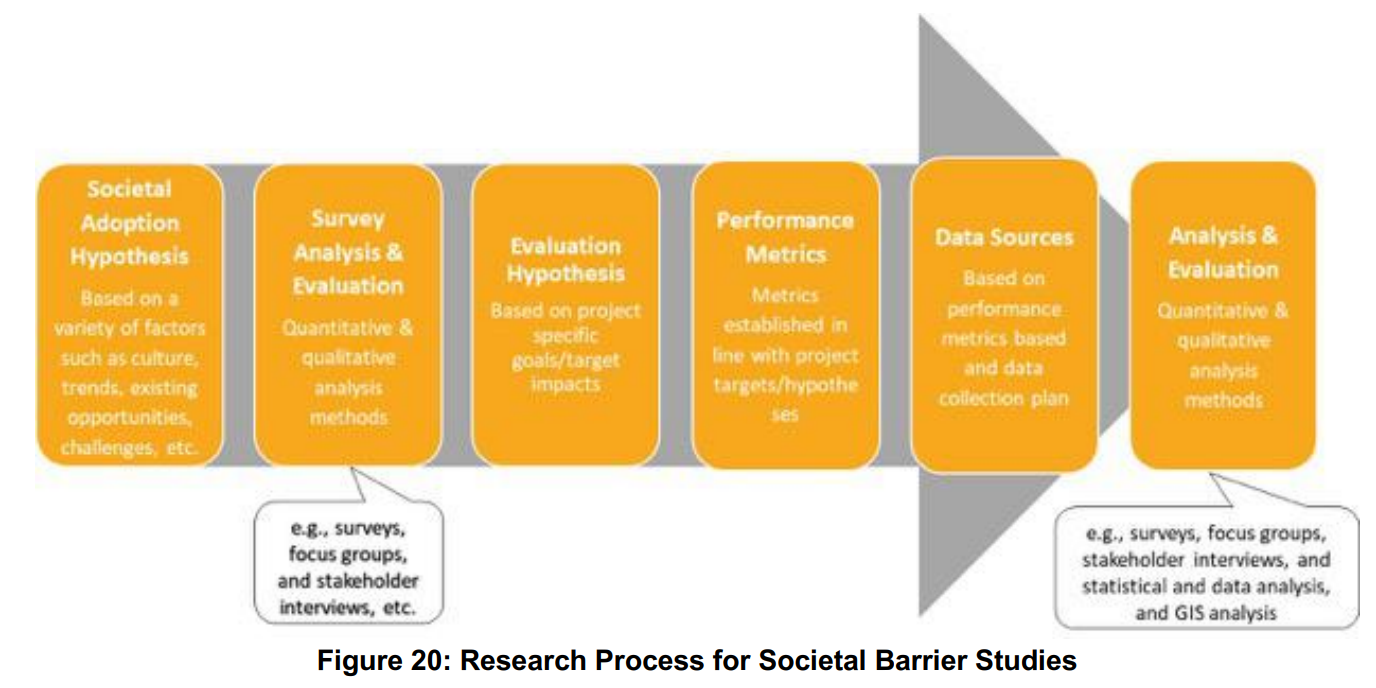 Societal
Adoption
Hypothesis
Based on a
variety of factors
such as culture,
trends, existing
opportunities,
challenges, etc.
Survey
Analysis &
Evaluation
Quantitative &
qualitative
analysis
methods
e.g., surveys,
focus groups,
and stakeholder
interviews, etc.
Evaluation
Hypothesis
Based on project
specific
goals/target
impacts
Performance
Metrics
Metrics
established in
line with project
targets/hypothe
ses
Data Sources
Based on
performance
metrics based
and data
collection plan
Analysis &
Evaluation
Quantitative &
qualitative
analysis
methods
e.g., surveys, focus groups,
stakeholder interviews, and
statistical and data analysis,
and GIS analysis
Figure 20: Research Process for Societal Barrier Studies